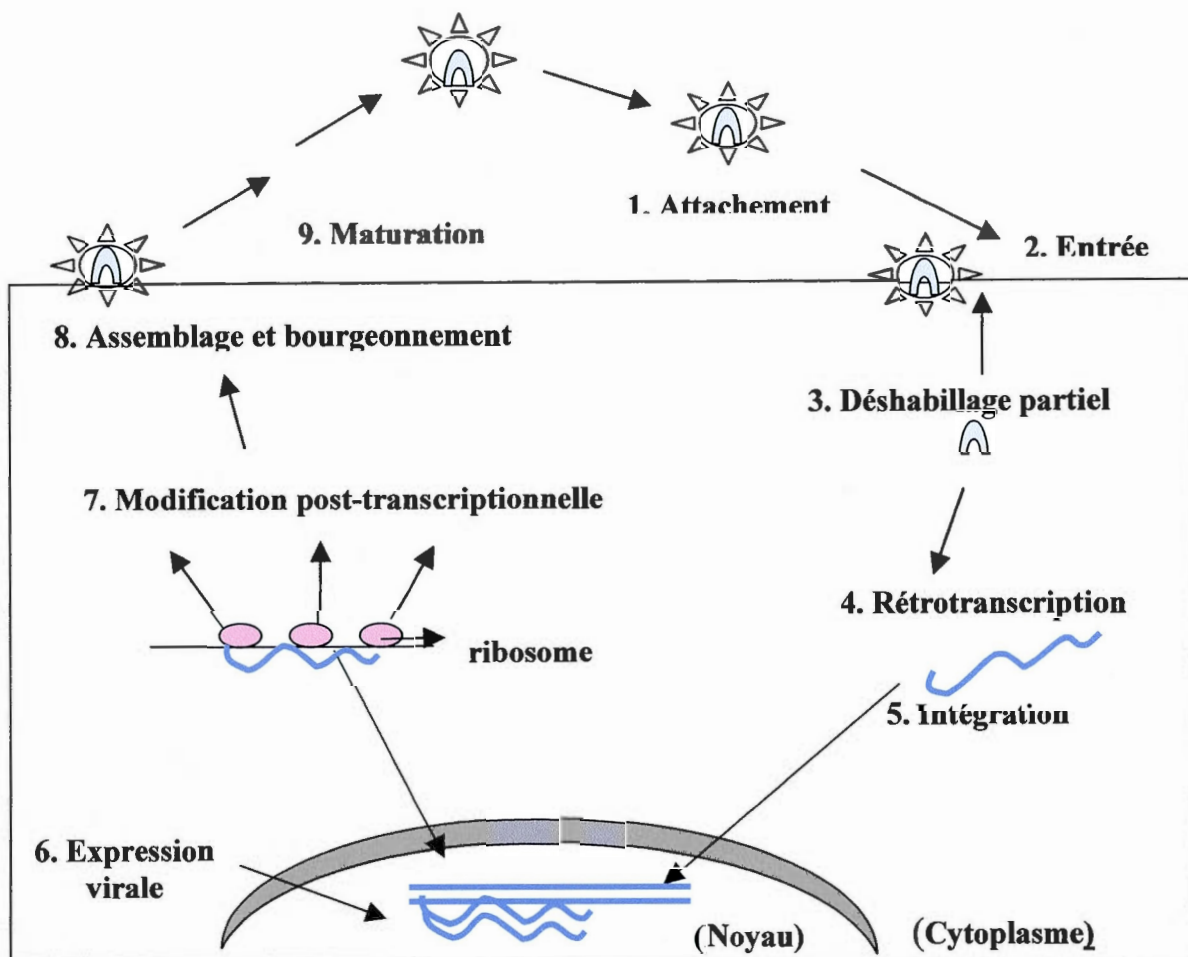 1. Attachement
9. Maturation
2. Entrée
8. Assemblage et bourgeonnement
3. Déshabillage partiel
7. Modification post-transcriptionnelle
4. Rétrotranscription
ribosome
5. Intégration
6. Expression
virale
(Noyau)
(Cytoplasme)